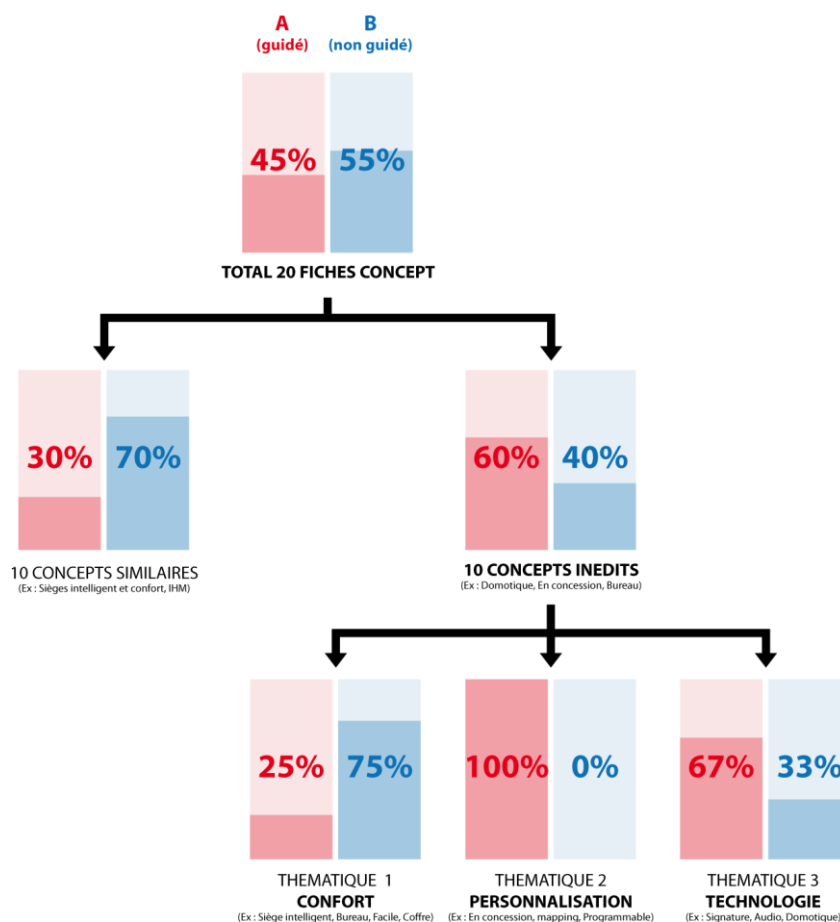 A
(guidé)
B
(non guidé)
45%
55%
TOTAL 20 FICHES CONCEPT
30%
70%
60%
40%
10 CONCEPTS SIMILAIRES
(Ex : Sièges intelligent et confort, IHM)
10 CONCEPTS INEDITS
(Ex : Domotique, En concession, Bureau)
25%
75%
100%
0%
67%
33%
THEMATIQUE 1
CONFORT
(Ex : Siège intelligent, Bureau, Facile, Coffre)
THEMATIQUE 2
PERSONNALISATION
(Ex : En concession, mapping, Programmable)
THEMATIQUE 3
TECHNOLOGIE
(Ex : Signature, Audio, Domotique)